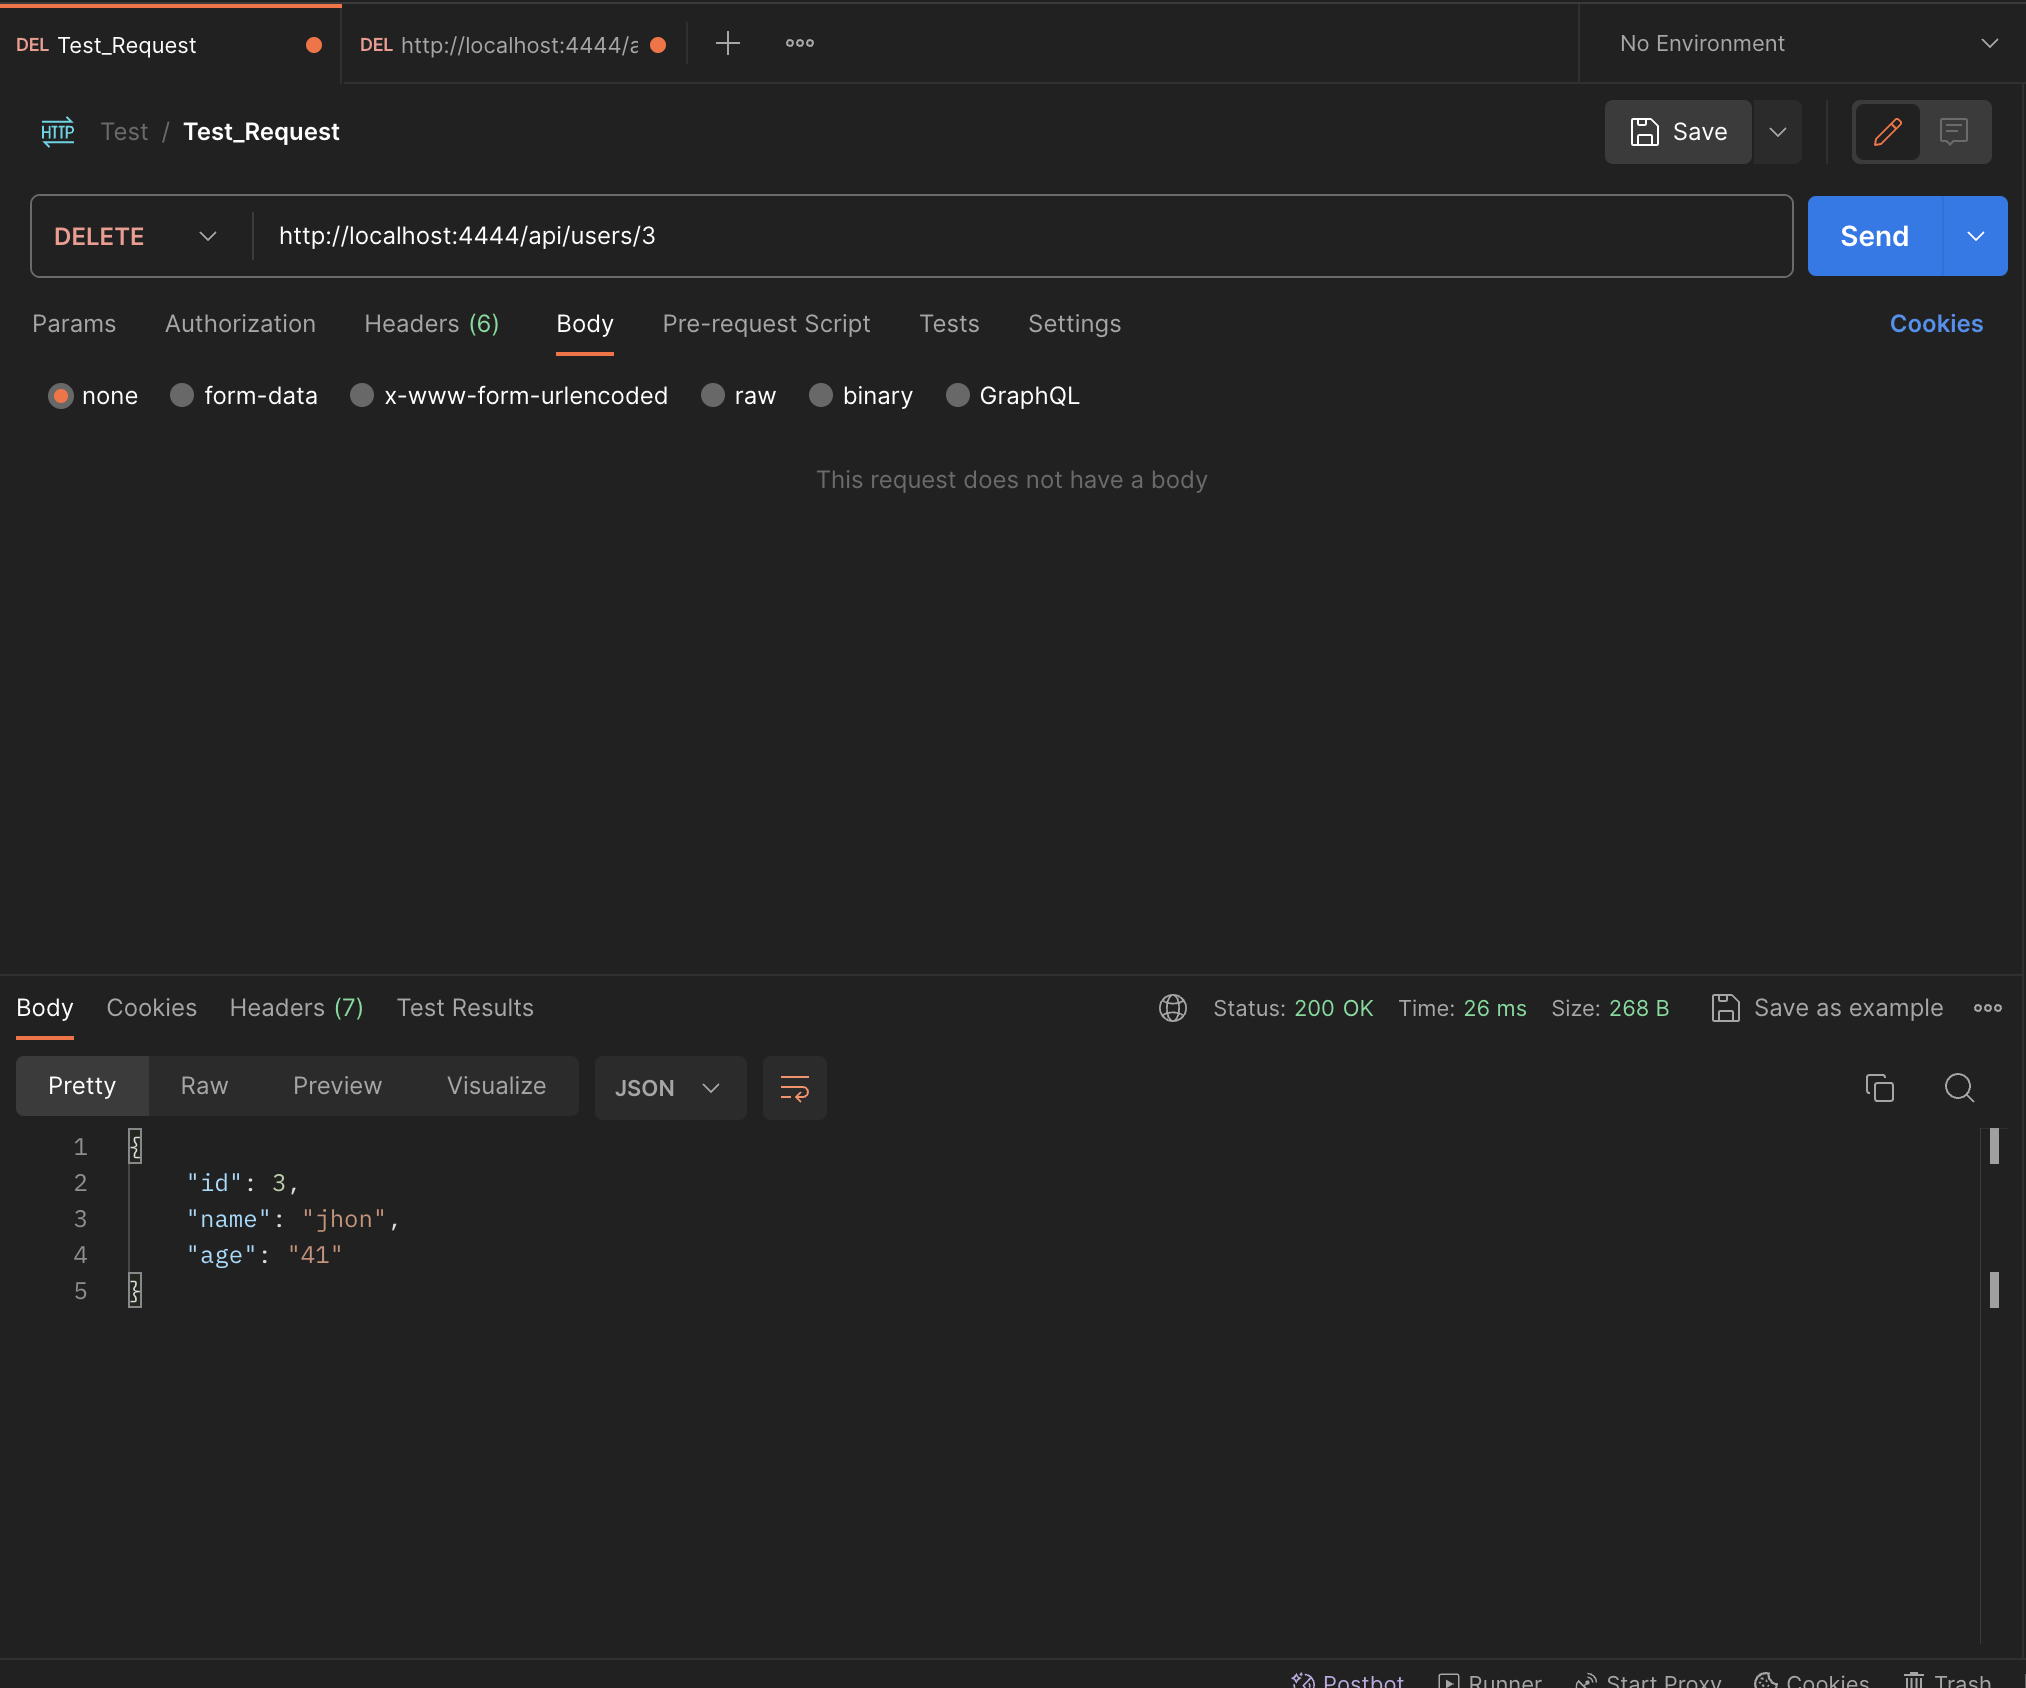 DEL Test_Request DEL http://localhost:4444/a No Environment
HTTP Test / Test_Request Save
DELETE http://localhost:4444/api/users/3 Send
Params Authorization Headers (6) Body Pre-request Script Tests Settings Cookies
none form-data x-www-form-urlencoded raw binary GraphQL
This request does not have a body
Body Cookies Headers (7) Test Results Status: 200 OK Time: 26 ms Size: 268 B Save as example
Pretty Raw Preview Visualize JSON
1 {
2 "id": 3,
3 "name": "jhon",
4 "age": "41"
5 }
Postbot Runner Start Proxy Cookies Trash